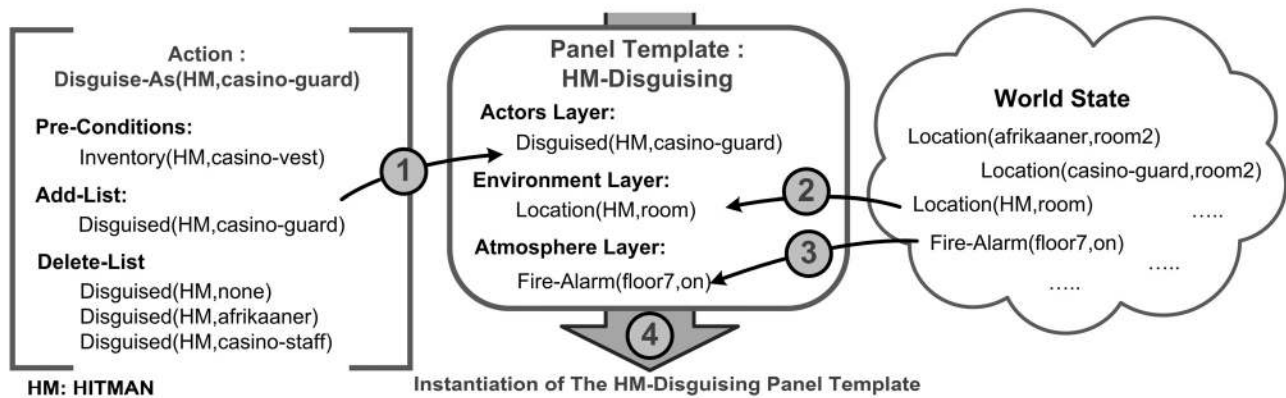 Action :
Disguise-As(HM,casino-guard)
Pre-Conditions:
Inventory(HM,casino-vest)
Add-List:
Disguised(HM,casino-guard)
Delete-List
Disguised(HM,none)
Disguised(HM,afrikaaner)
Disguised(HM,casino-staff)
HM: HITMAN
1
Panel Template :
HM-Disguising
Actors Layer:
Disguised(HM,casino-guard)
Environment Layer:
Location(HM,room)
Atmosphere Layer:
Fire-Alarm(floor7,on)
2
3
4
Instantiation of The HM-Disguising Panel Template
World State
Location(afrikaaner,room2)
Location(casino-guard,room2)
Location(HM,room)
.....
Fire-Alarm(floor7,on)
.....
.....